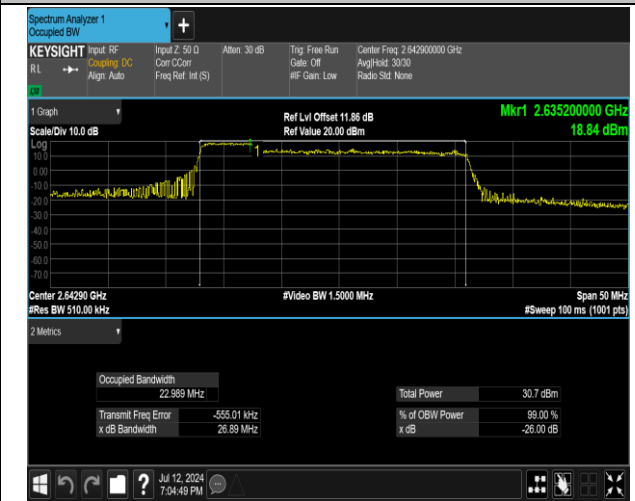 Spectrum Analyzer 1
Occupied BW
KEYSIGHT Input: RF Input Z: 50 Ω Atten: 30 dB Trig: Free Run Center Freq: 2.642900000 GHz
RL Coupling: DC Corr CCorr Gate: Off Avg|Hold: 30/30
Align: Auto Freq Ref: Int (S) #IF Gain: Low Radio Std: None
1 Graph
Ref Lvl Offset 11.86 dB Mkr1 2.635200000 GHz
Scale/Div 10.0 dB Ref Value 20.00 dBm 18.84 dBm
Log
10.0
0.00
-10.0
-20.0
-30.0
-40.0
-50.0
-60.0
-70.0
Center 2.64290 GHz #Video BW 1.5000 MHz Span 50 MHz
#Res BW 510.00 kHz #Sweep 100 ms (1001 pts)
2 Metrics
Occupied Bandwidth
22.989 MHz Total Power 30.7 dBm
Transmit Freq Error -555.01 kHz % of OBW Power 99.00 %
x dB Bandwidth 26.89 MHz x dB -26.00 dB
Jul 12, 2024
7:04:49 PM